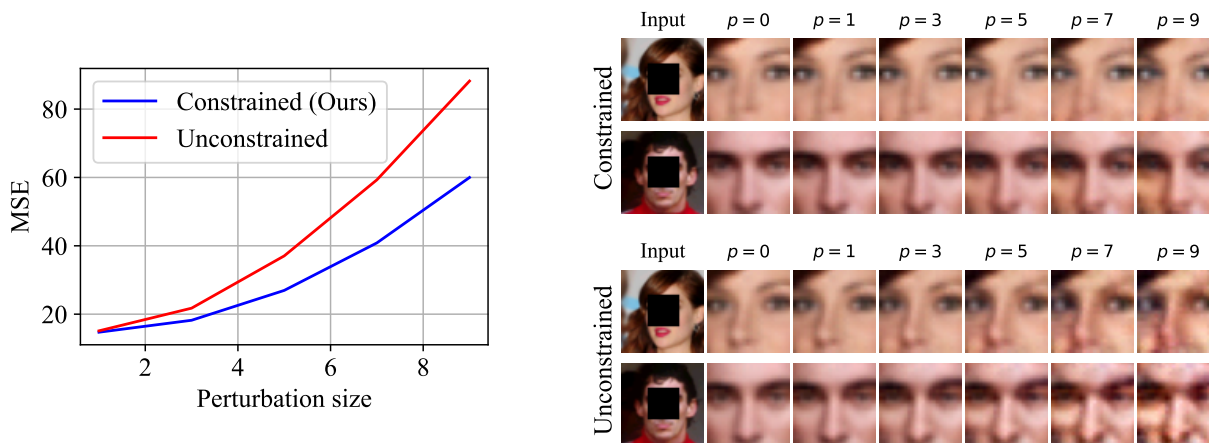 MSE
80
60
40
20
Constrained (Ours)
Unconstrained
2 4 6 8
Perturbation size
Input p = 0 p = 1 p = 3 p = 5 p = 7 p = 9
Constrained
Input p = 0 p = 1 p = 3 p = 5 p = 7 p = 9
Unconstrained